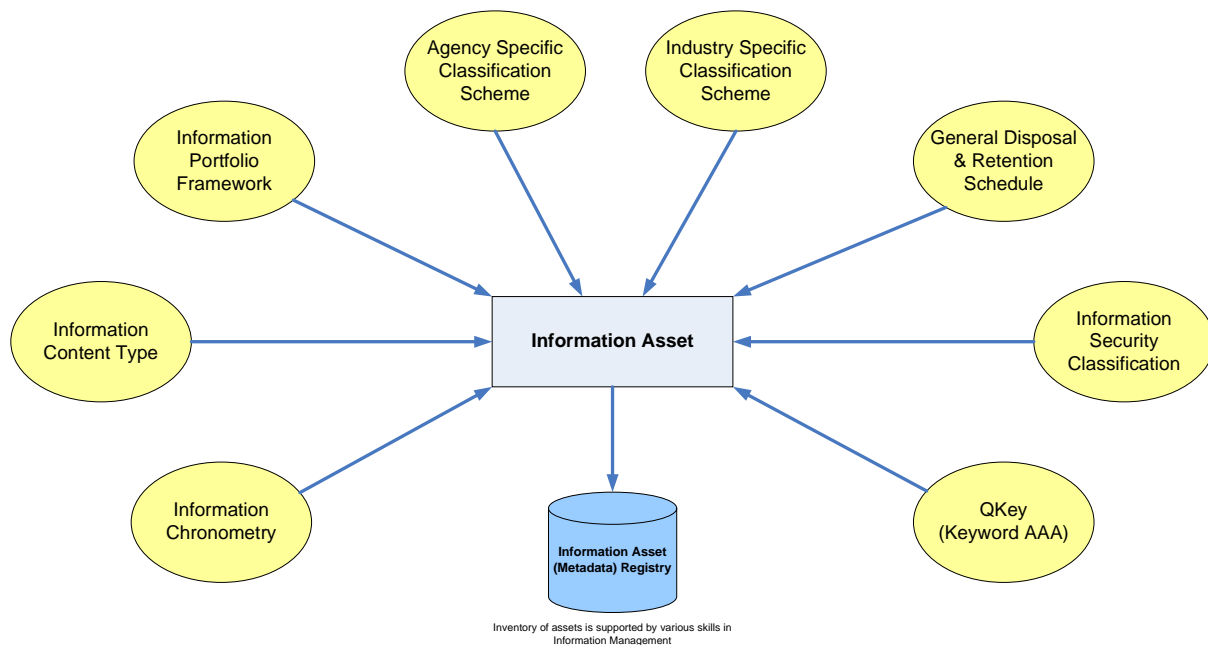 Agency Specific
Classification
Scheme
Industry Specific
Classification
Scheme
Information
Portfolio
Framework
General Disposal
& Retention
Schedule
Information
Content Type
Information Asset
Information
Security
Classification
Information
Chronometry
QKey
(Keyword AAA)
Information Asset
(Metadata) Registry
Inventory of assets is supported by various skills in
Information Management